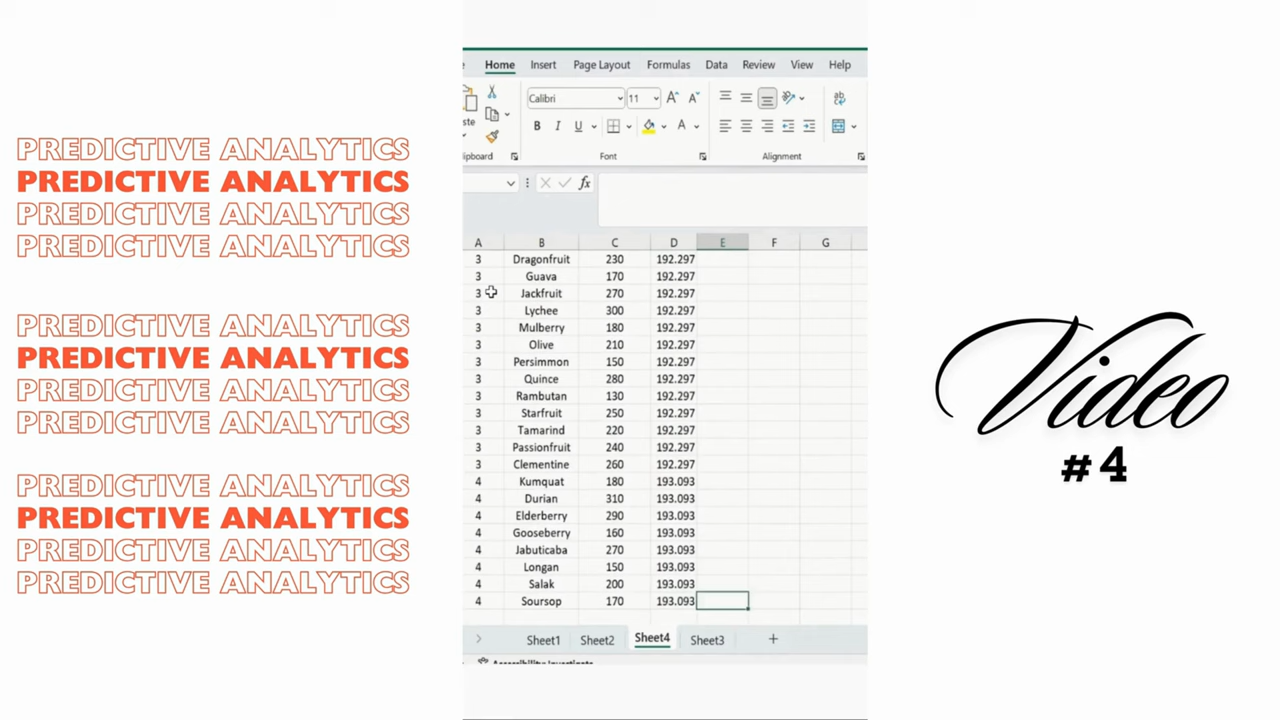 PREDICTIVE ANALYTICS
PREDICTIVE ANALYTICS
PREDICTIVE ANALYTICS
PREDICTIVE ANALYTICS
PREDICTIVE ANALYTICS
PREDICTIVE ANALYTICS
PREDICTIVE ANALYTICS
PREDICTIVE ANALYTICS
PREDICTIVE ANALYTICS
PREDICTIVE ANALYTICS
PREDICTIVE ANALYTICS
PREDICTIVE ANALYTICS
Home Insert Page Layout Formulas Data Review View Help
Calibri 11 A A ab
ste B I U A
lipboard Font Alignment
fx
A B C D E F G
3 Dragonfruit 230 192.297
3 Guava 170 192.297
3 Jackfruit 270 192.297
3 Lychee 300 192.297
3 Mulberry 180 192.297
3 Olive 210 192.297
3 Persimmon 150 192.297
3 Quince 280 192.297
3 Rambutan 130 192.297
3 Starfruit 250 192.297
3 Tamarind 220 192.297
3 Passionfruit 240 192.297
3 Clementine 260 192.297
4 Kumquat 180 193.093
4 Durian 310 193.093
4 Elderberry 290 193.093
4 Gooseberry 160 193.093
4 Jabuticaba 270 193.093
4 Longan 150 193.093
4 Salak 200 193.093
4 Soursop 170 193.093
Sheet1 Sheet2 Sheet4 Sheet3 +
Accessibility: Investigate
Video
#4